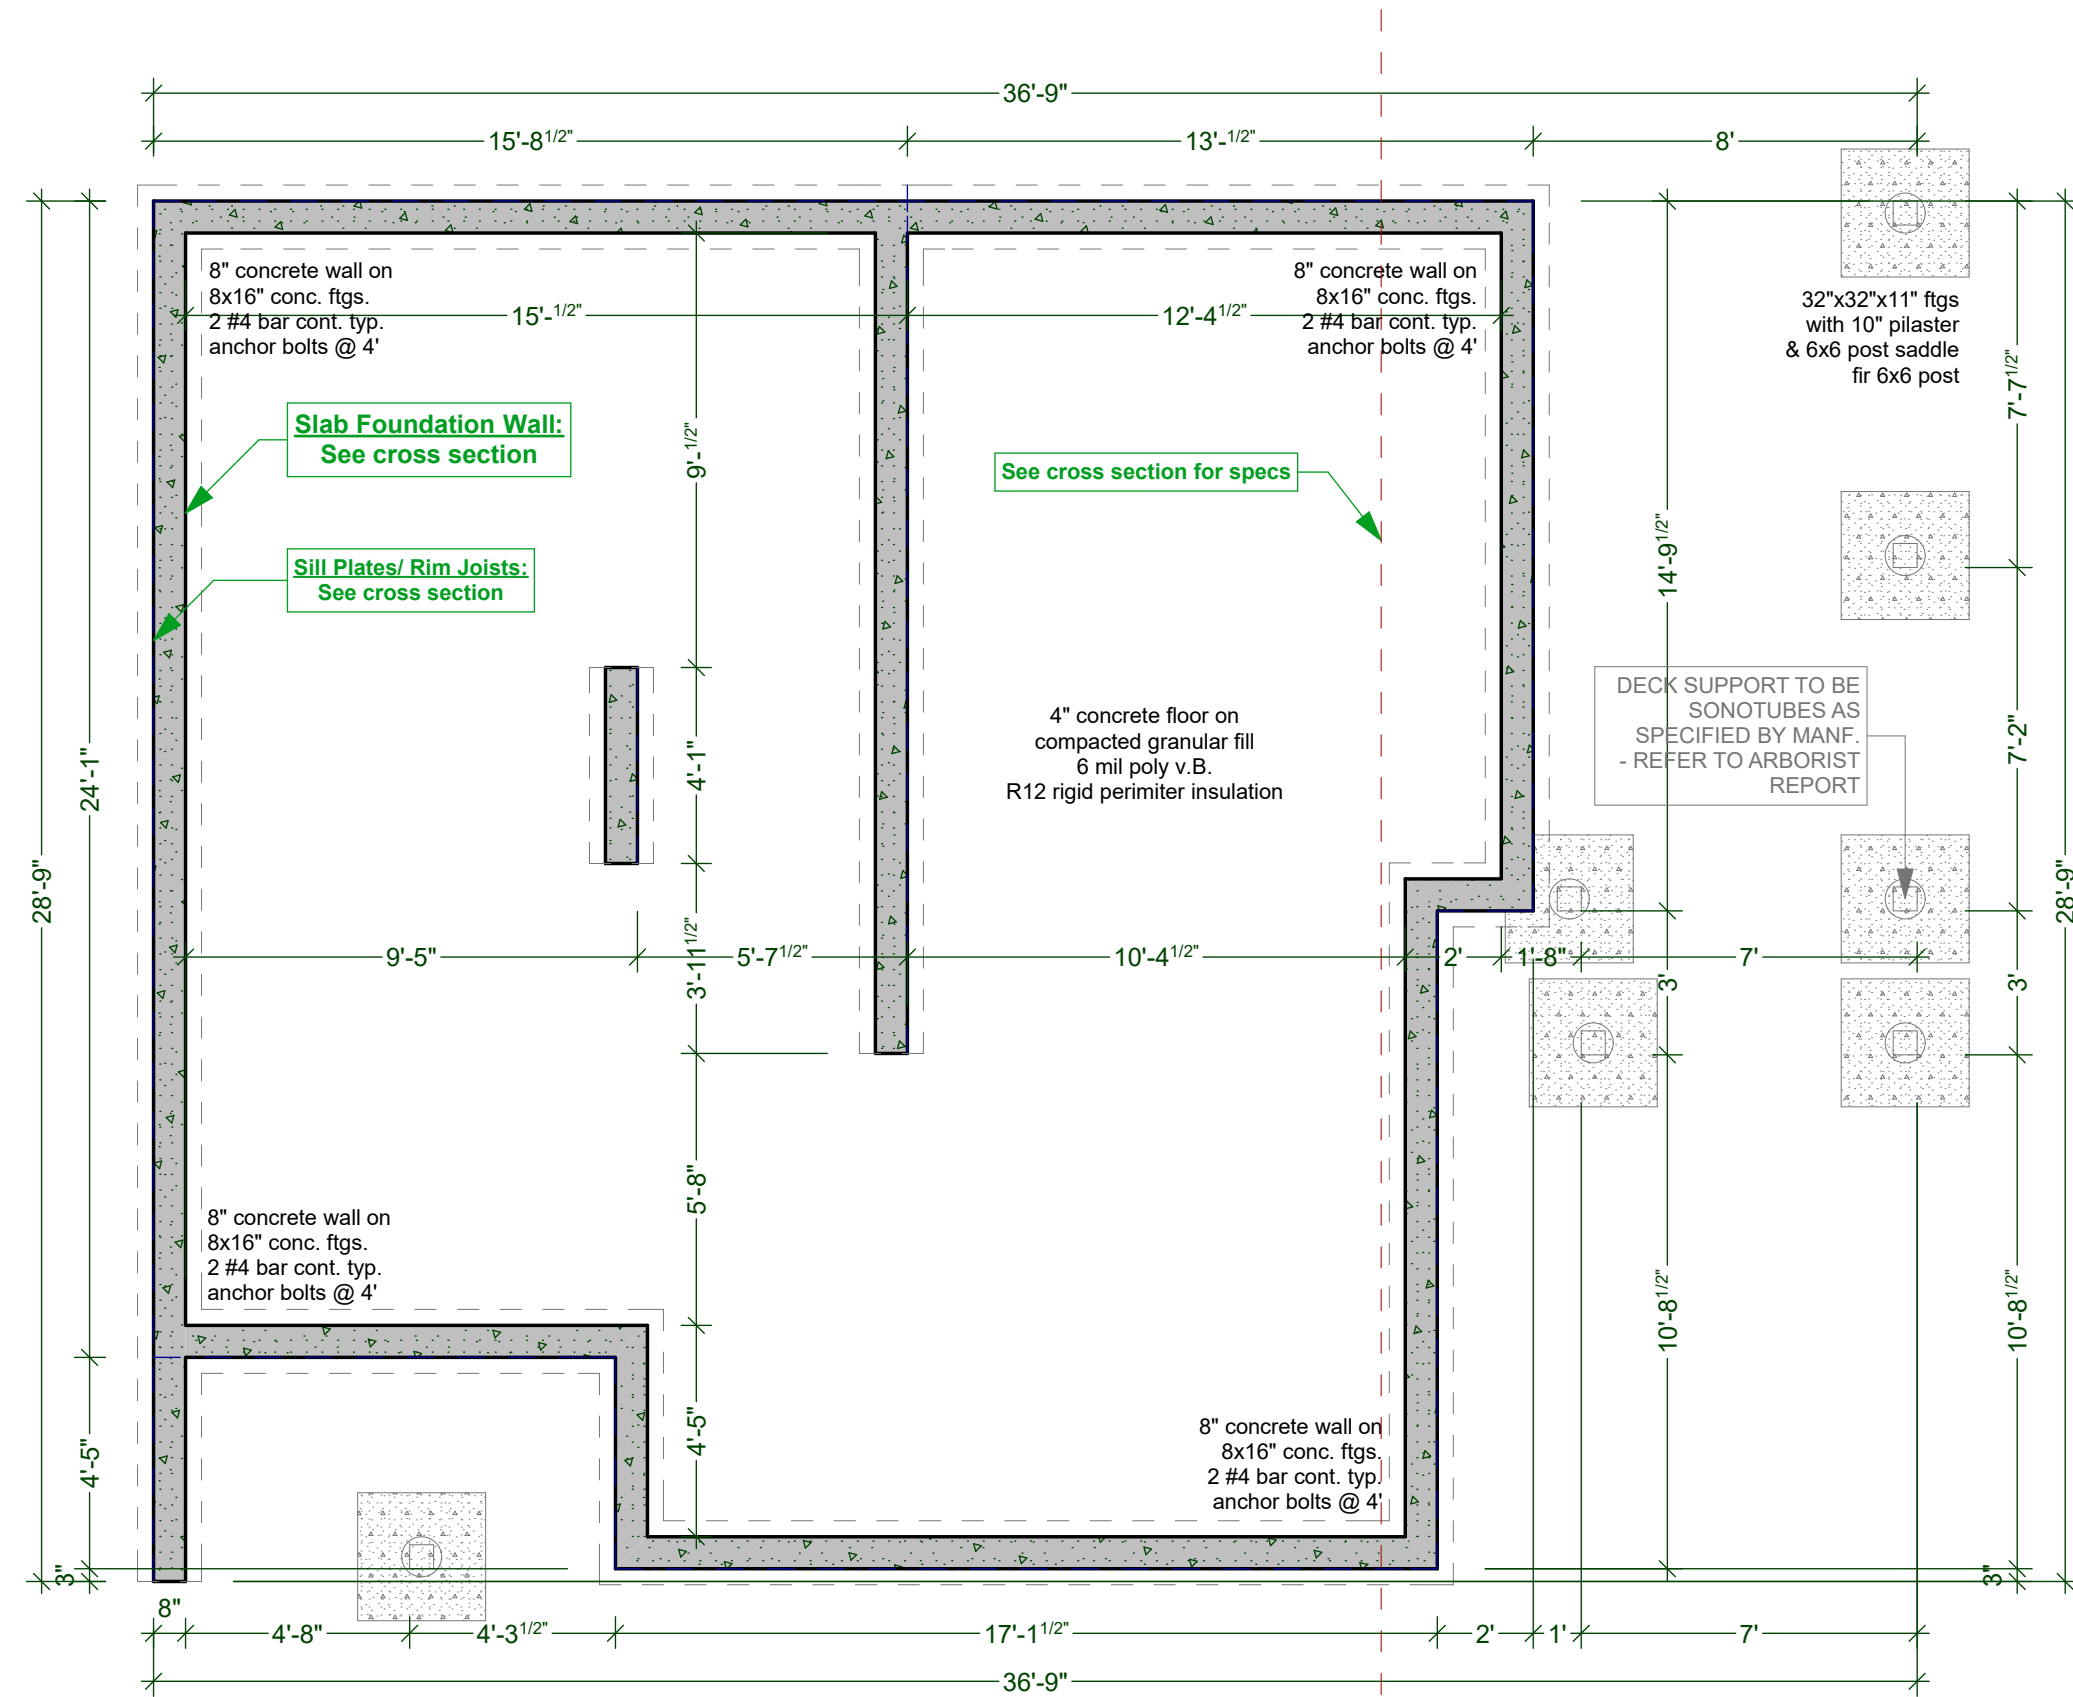 36'-9"
15'-8 1/2"
13'- 1/2"
8'
8" concrete wall on
8x16" conc. ftgs.
2 #4 bar cont. typ.
anchor bolts @ 4'
8" concrete wall on
8x16" conc. ftgs.
2 #4 bar cont. typ.
anchor bolts @ 4'
15'- 1/2"
12'-4 1/2"
32"x32"x11" ftgs
with 10" pilaster
& 6x6 post saddle
fir 6x6 post
7'-7 1/2"
Slab Foundation Wall:
See cross section
9'- 1/2"
See cross section for specs
14'-9 1/2"
Sill Plates/ Rim Joists:
See cross section
24'-1"
4'-1"
4" concrete floor on
compacted granular fill
6 mil poly v.B.
R12 rigid perimiter insulation
DECK SUPPORT TO BE
SONOTUBES AS
SPECIFIED BY MANF.
- REFER TO ARBORIST
REPORT
7'-2"
28'-9"
28'-9"
9'-5"
5'-7 1/2"
3'-11 1/2"
10'-4 1/2"
2'
1'-8"
7'
3'
3'
5'-8"
8" concrete wall on
8x16" conc. ftgs.
2 #4 bar cont. typ.
anchor bolts @ 4'
10'-8 1/2"
10'-8 1/2"
4'-5"
4'-5"
8" concrete wall on
8x16" conc. ftgs.
2 #4 bar cont. typ.
anchor bolts @ 4'
3"
3"
8"
4'-8"
4'-3 1/2"
17'-1 1/2"
2'
1'
7'
36'-9"